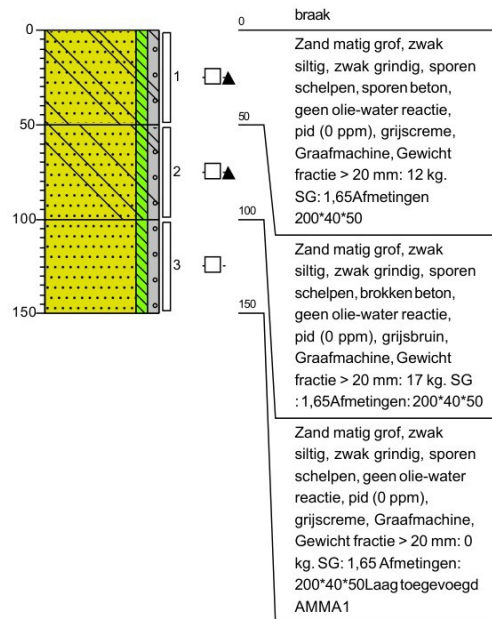 0
50
100
150
1
2
3
0
50
100
150
braak
Zand matig grof, zwak
siltig, zwak grindig, sporen
schelpen, sporen beton,
geen olie-water reactie,
pid (0 ppm), grijscreme,
Graafmachine, Gewicht
fractie > 20 mm: 12 kg.
SG: 1,65Afmetingen
200*40*50
Zand matig grof, zwak
siltig, zwak grindig, sporen
schelpen, brokken beton,
geen olie-water reactie,
pid (0 ppm), grijsbruin,
Graafmachine, Gewicht
fractie > 20 mm: 17 kg. SG
: 1,65Afmetingen: 200*40*50
Zand matig grof, zwak
siltig, zwak grindig, sporen
schelpen, geen olie-water
reactie, pid (0 ppm),
grijscreme, Graafmachine,
Gewicht fractie > 20 mm: 0
kg. SG: 1,65 Afmetingen:
200*40*50Laag toegevoegd
AMMA1